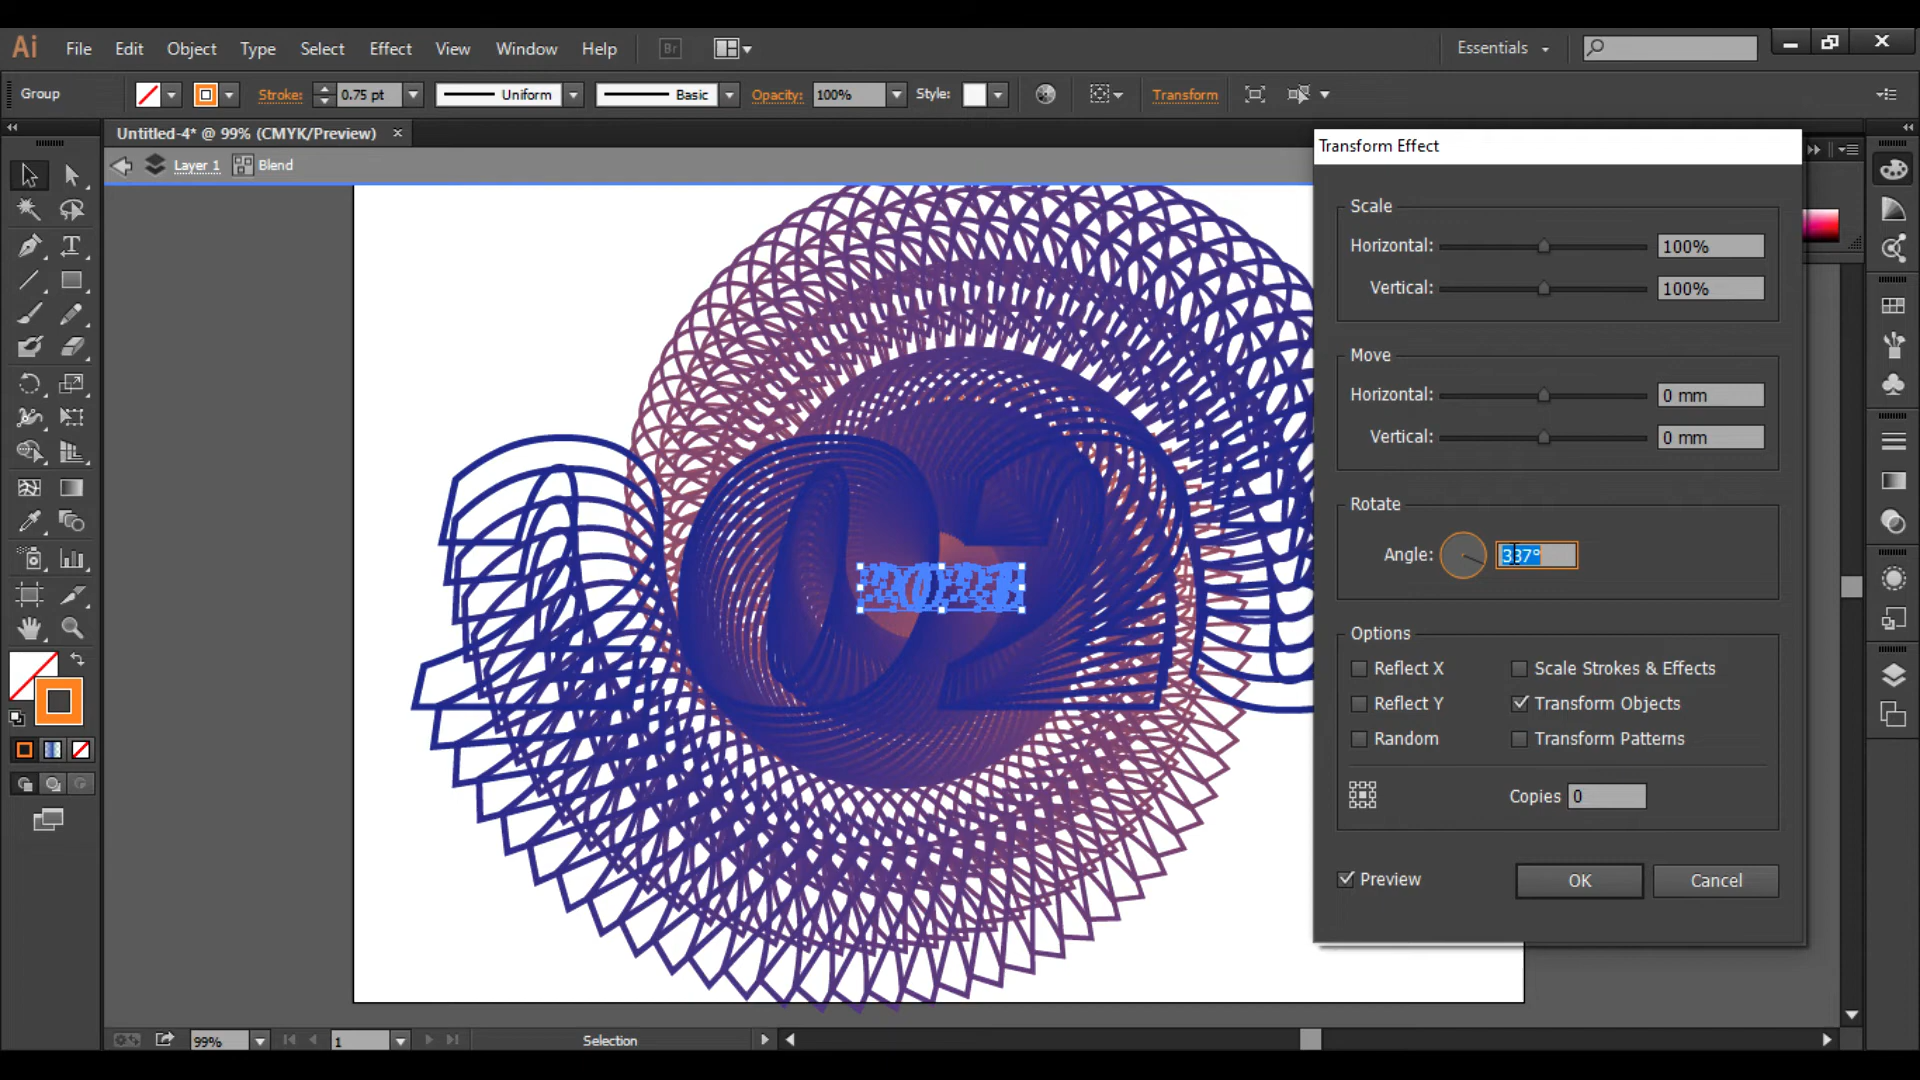 Ai File Edit Object Type Select Effect View Window Help Br Essentials
Group Stroke: 0.75 pt Uniform Basic Opacity: 100% Style: Transform
Untitled-4* @ 99% (CMYK/Preview) ×
Layer 1 Blend
Transform Effect
Scale
Horizontal: 100%
Vertical: 100%
Move
Horizontal: 0 mm
Vertical: 0 mm
Rotate
Angle: 337°
Options
Reflect X Scale Strokes & Effects
Reflect Y Transform Objects
Random Transform Patterns
Copies 0
Preview OK Cancel
99% 1 Selection